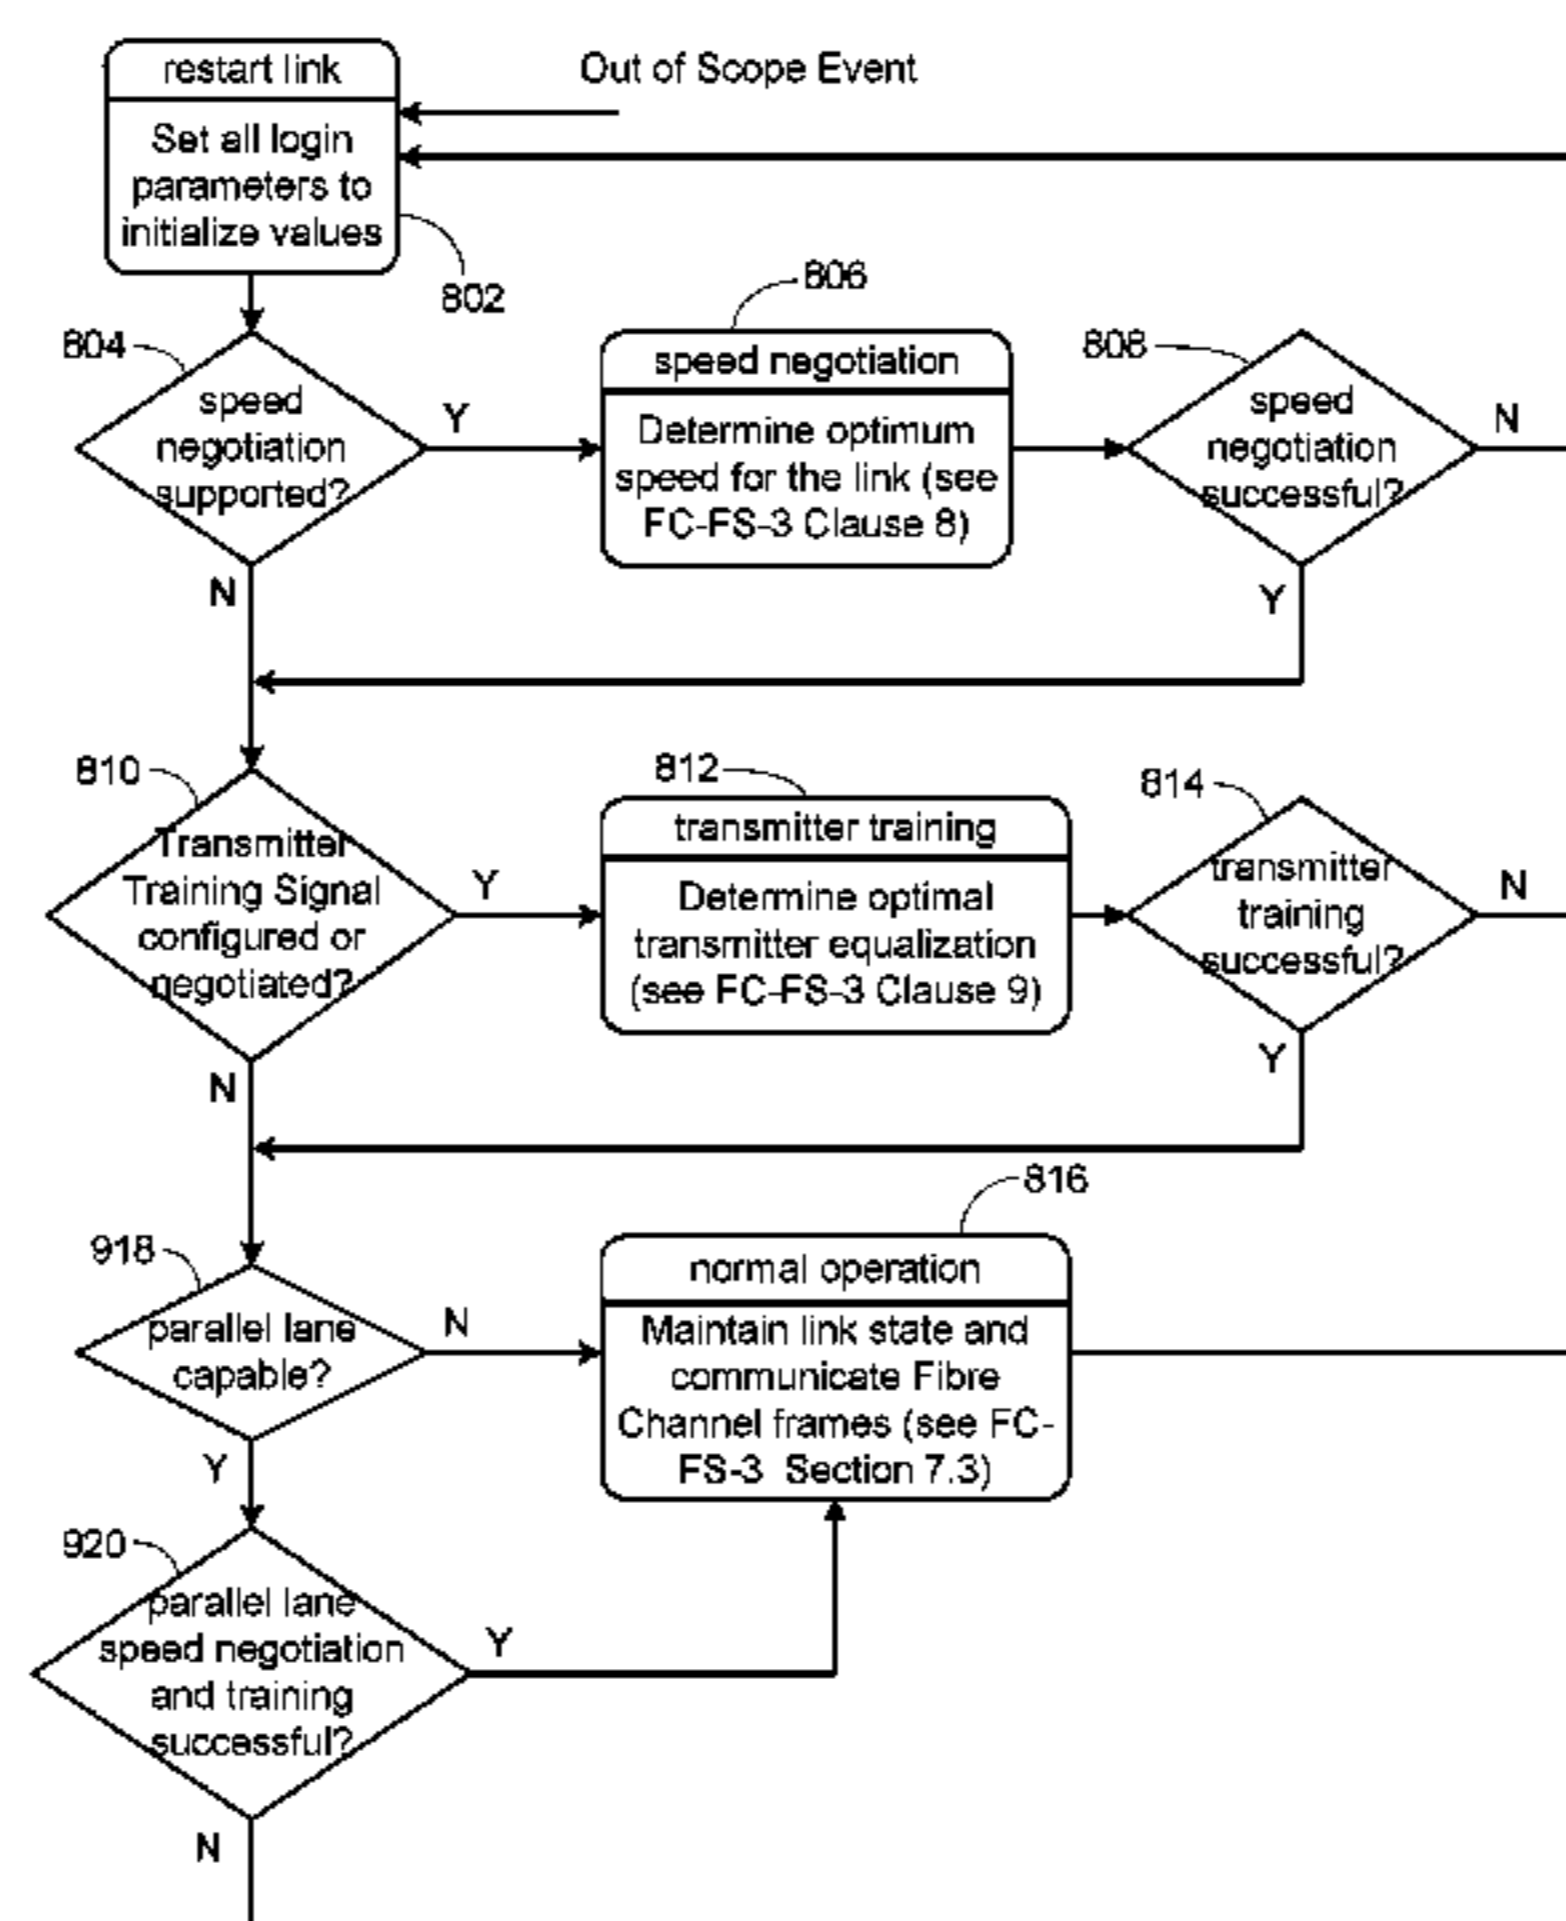 restart link
Out of Scope Event
Set all login
parameters to
initialize values
802
804
speed
negotiation
supported?
Y
N
806
speed negotiation
Determine optimum
speed for the link (see
FC-FS-3 Clause 8)
808
speed
negotiation
successful?
N
Y
810
Transmitter
Training Signal
configured or
negotiated?
Y
N
812
transmitter training
Determine optimal
transmitter equalization
(see FC-FS-3 Clause 9)
814
transmitter
training
successful?
N
Y
918
parallel lane
capable?
N
Y
816
normal operation
Maintain link state and
communicate Fibre
Channel frames (see FC-
FS-3 Section 7.3)
920
parallel lane
speed negotiation
and training
successful?
Y
N